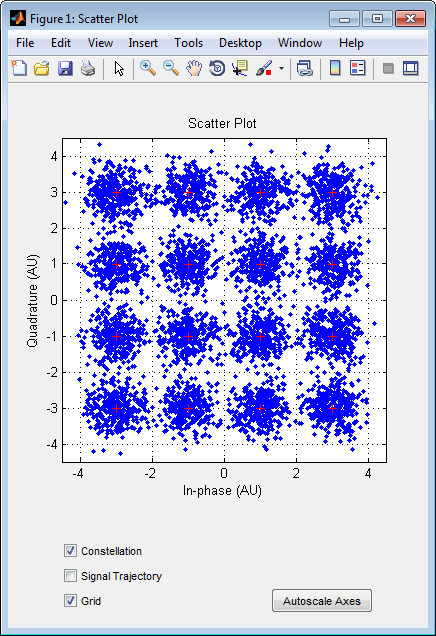 Figure 1: Scatter Plot
File Edit View Insert Tools Desktop Window Help
Scatter Plot
Quadrature (AU)
4
3
2
1
0
-1
-2
-3
-4
-4 -2 0 2 4
In-phase (AU)
Constellation
Signal Trajectory
Grid
Autoscale Axes